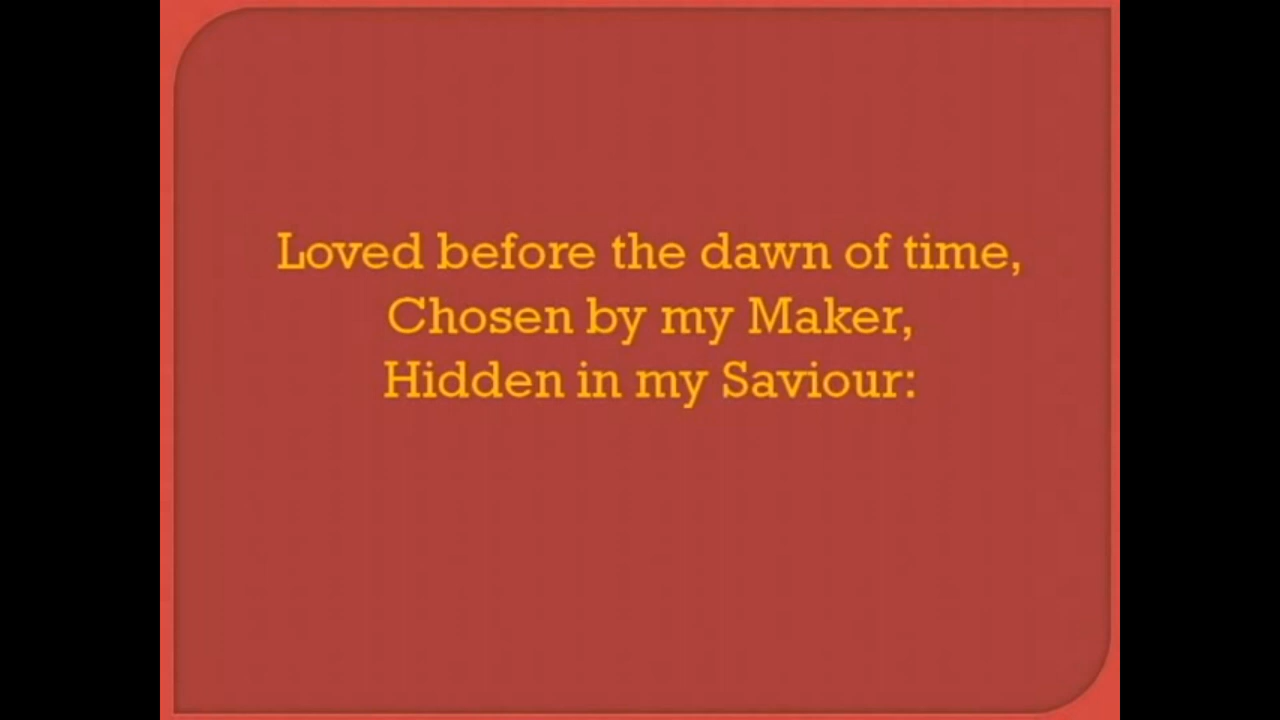 Loved before the dawn of time,
Chosen by my Maker,
Hidden in my Saviour: